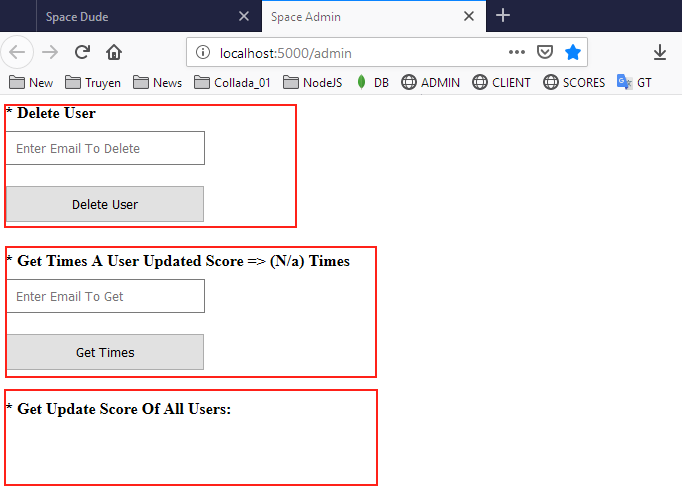 Space Dude
Space Admin
localhost:5000/admin
New Truyen News Collada_01 NodeJS DB ADMIN CLIENT SCORES GT
* Delete User
Enter Email To Delete
Delete User
* Get Times A User Updated Score => (N/a) Times
Enter Email To Get
Get Times
* Get Update Score Of All Users: